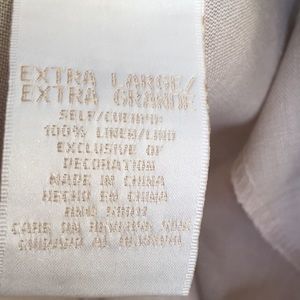 EXTRA LARGE/
EXTRA GRANDE
SELF/CUERPO:
100% LINEN/LINO
EXCLUSIVE OF
DECORATION
MADE IN CHINA
HECHO EN CHINA
CARE ON REVERSE SIDE
CUIDADO AL REVERSO